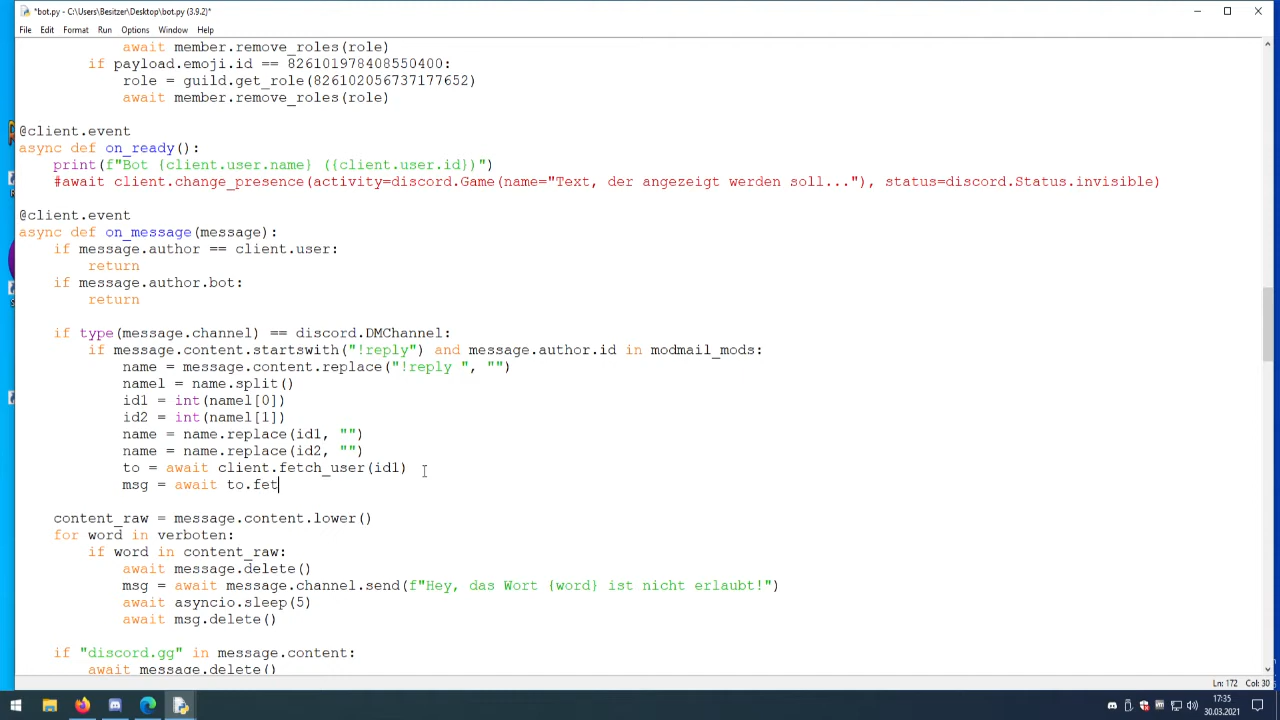 *bot.py - C:\Users\Besitzer\Desktop\bot.py (3.9.2)*
File Edit Format Run Options Window Help
            await member.remove_roles(role)
        if payload.emoji.id == 826101978408550400:
            role = guild.get_role(826102056737177652)
            await member.remove_roles(role)
@client.event
async def on_ready():
    print(f"Bot {client.user.name} ({client.user.id})")
    #await client.change_presence(activity=discord.Game(name="Text, der angezeigt werden soll..."), status=discord.Status.invisible)
@client.event
async def on_message(message):
    if message.author == client.user:
        return
    if message.author.bot:
        return
    if type(message.channel) == discord.DMChannel:
        if message.content.startswith("!reply") and message.author.id in modmail_mods:
            name = message.content.replace("!reply ", "")
            namel = name.split()
            id1 = int(namel[0])
            id2 = int(namel[1])
            name = name.replace(id1, "")
            name = name.replace(id2, "")
            to = await client.fetch_user(id1)
            msg = await to.fet
    content_raw = message.content.lower()
    for word in verboten:
        if word in content_raw:
            await message.delete()
            msg = await message.channel.send(f"Hey, das Wort {word} ist nicht erlaubt!")
            await asyncio.sleep(5)
            await msg.delete()
    if "discord.gg" in message.content:
        await message.delete()
Ln: 172 Col: 30
17:35
30.03.2021